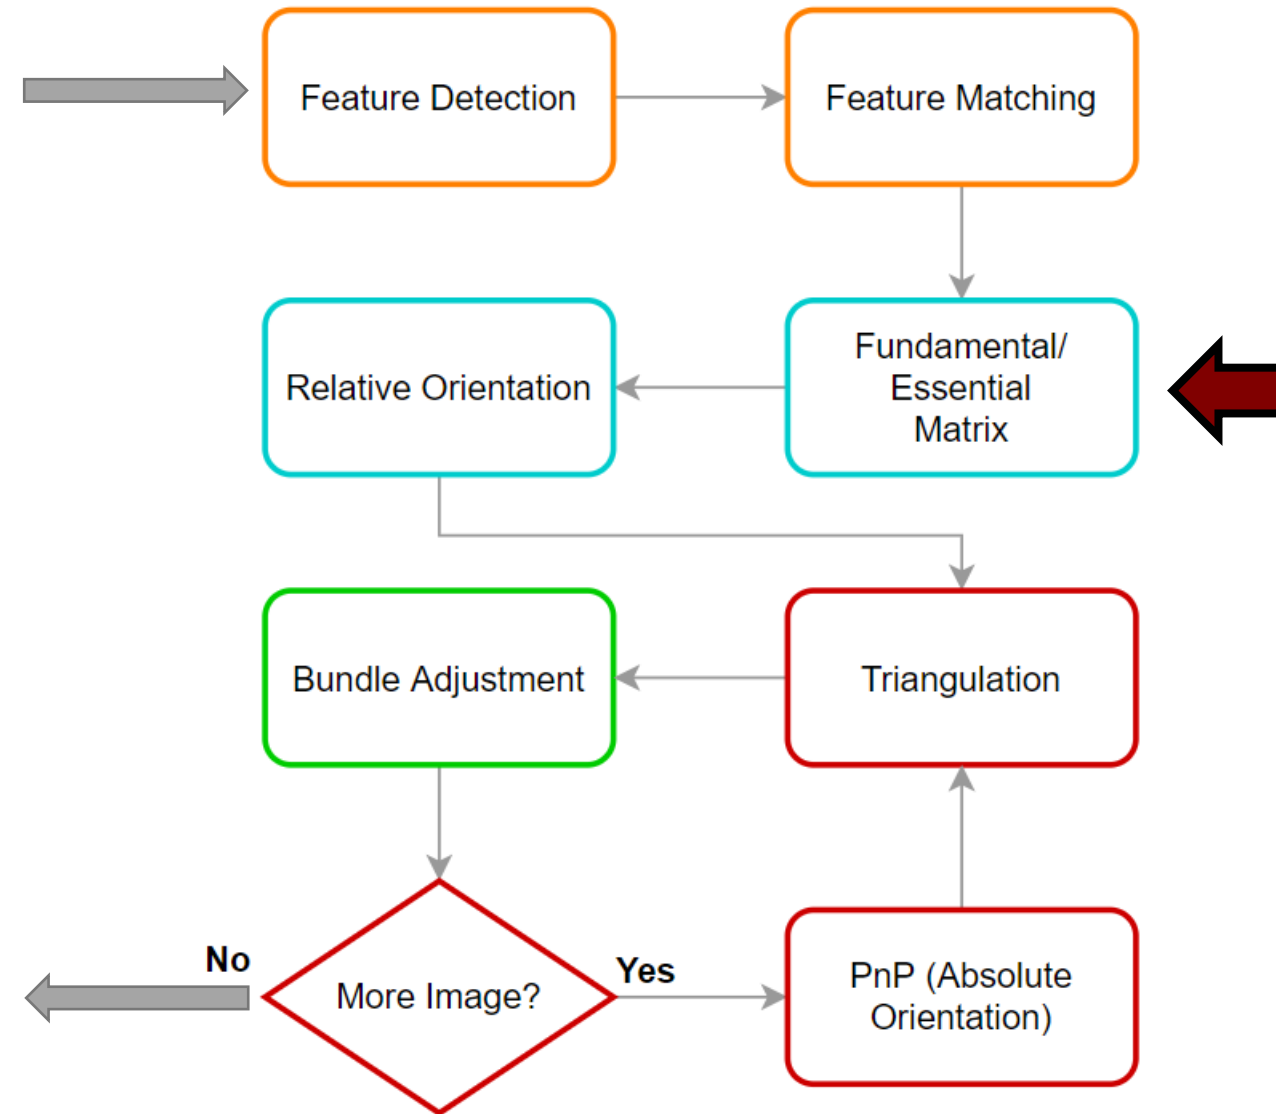 Feature Detection
Feature Matching
Fundamental/
Essential
Matrix
Relative Orientation
Triangulation
Bundle Adjustment
More Image?
No
Yes
PnP (Absolute
Orientation)